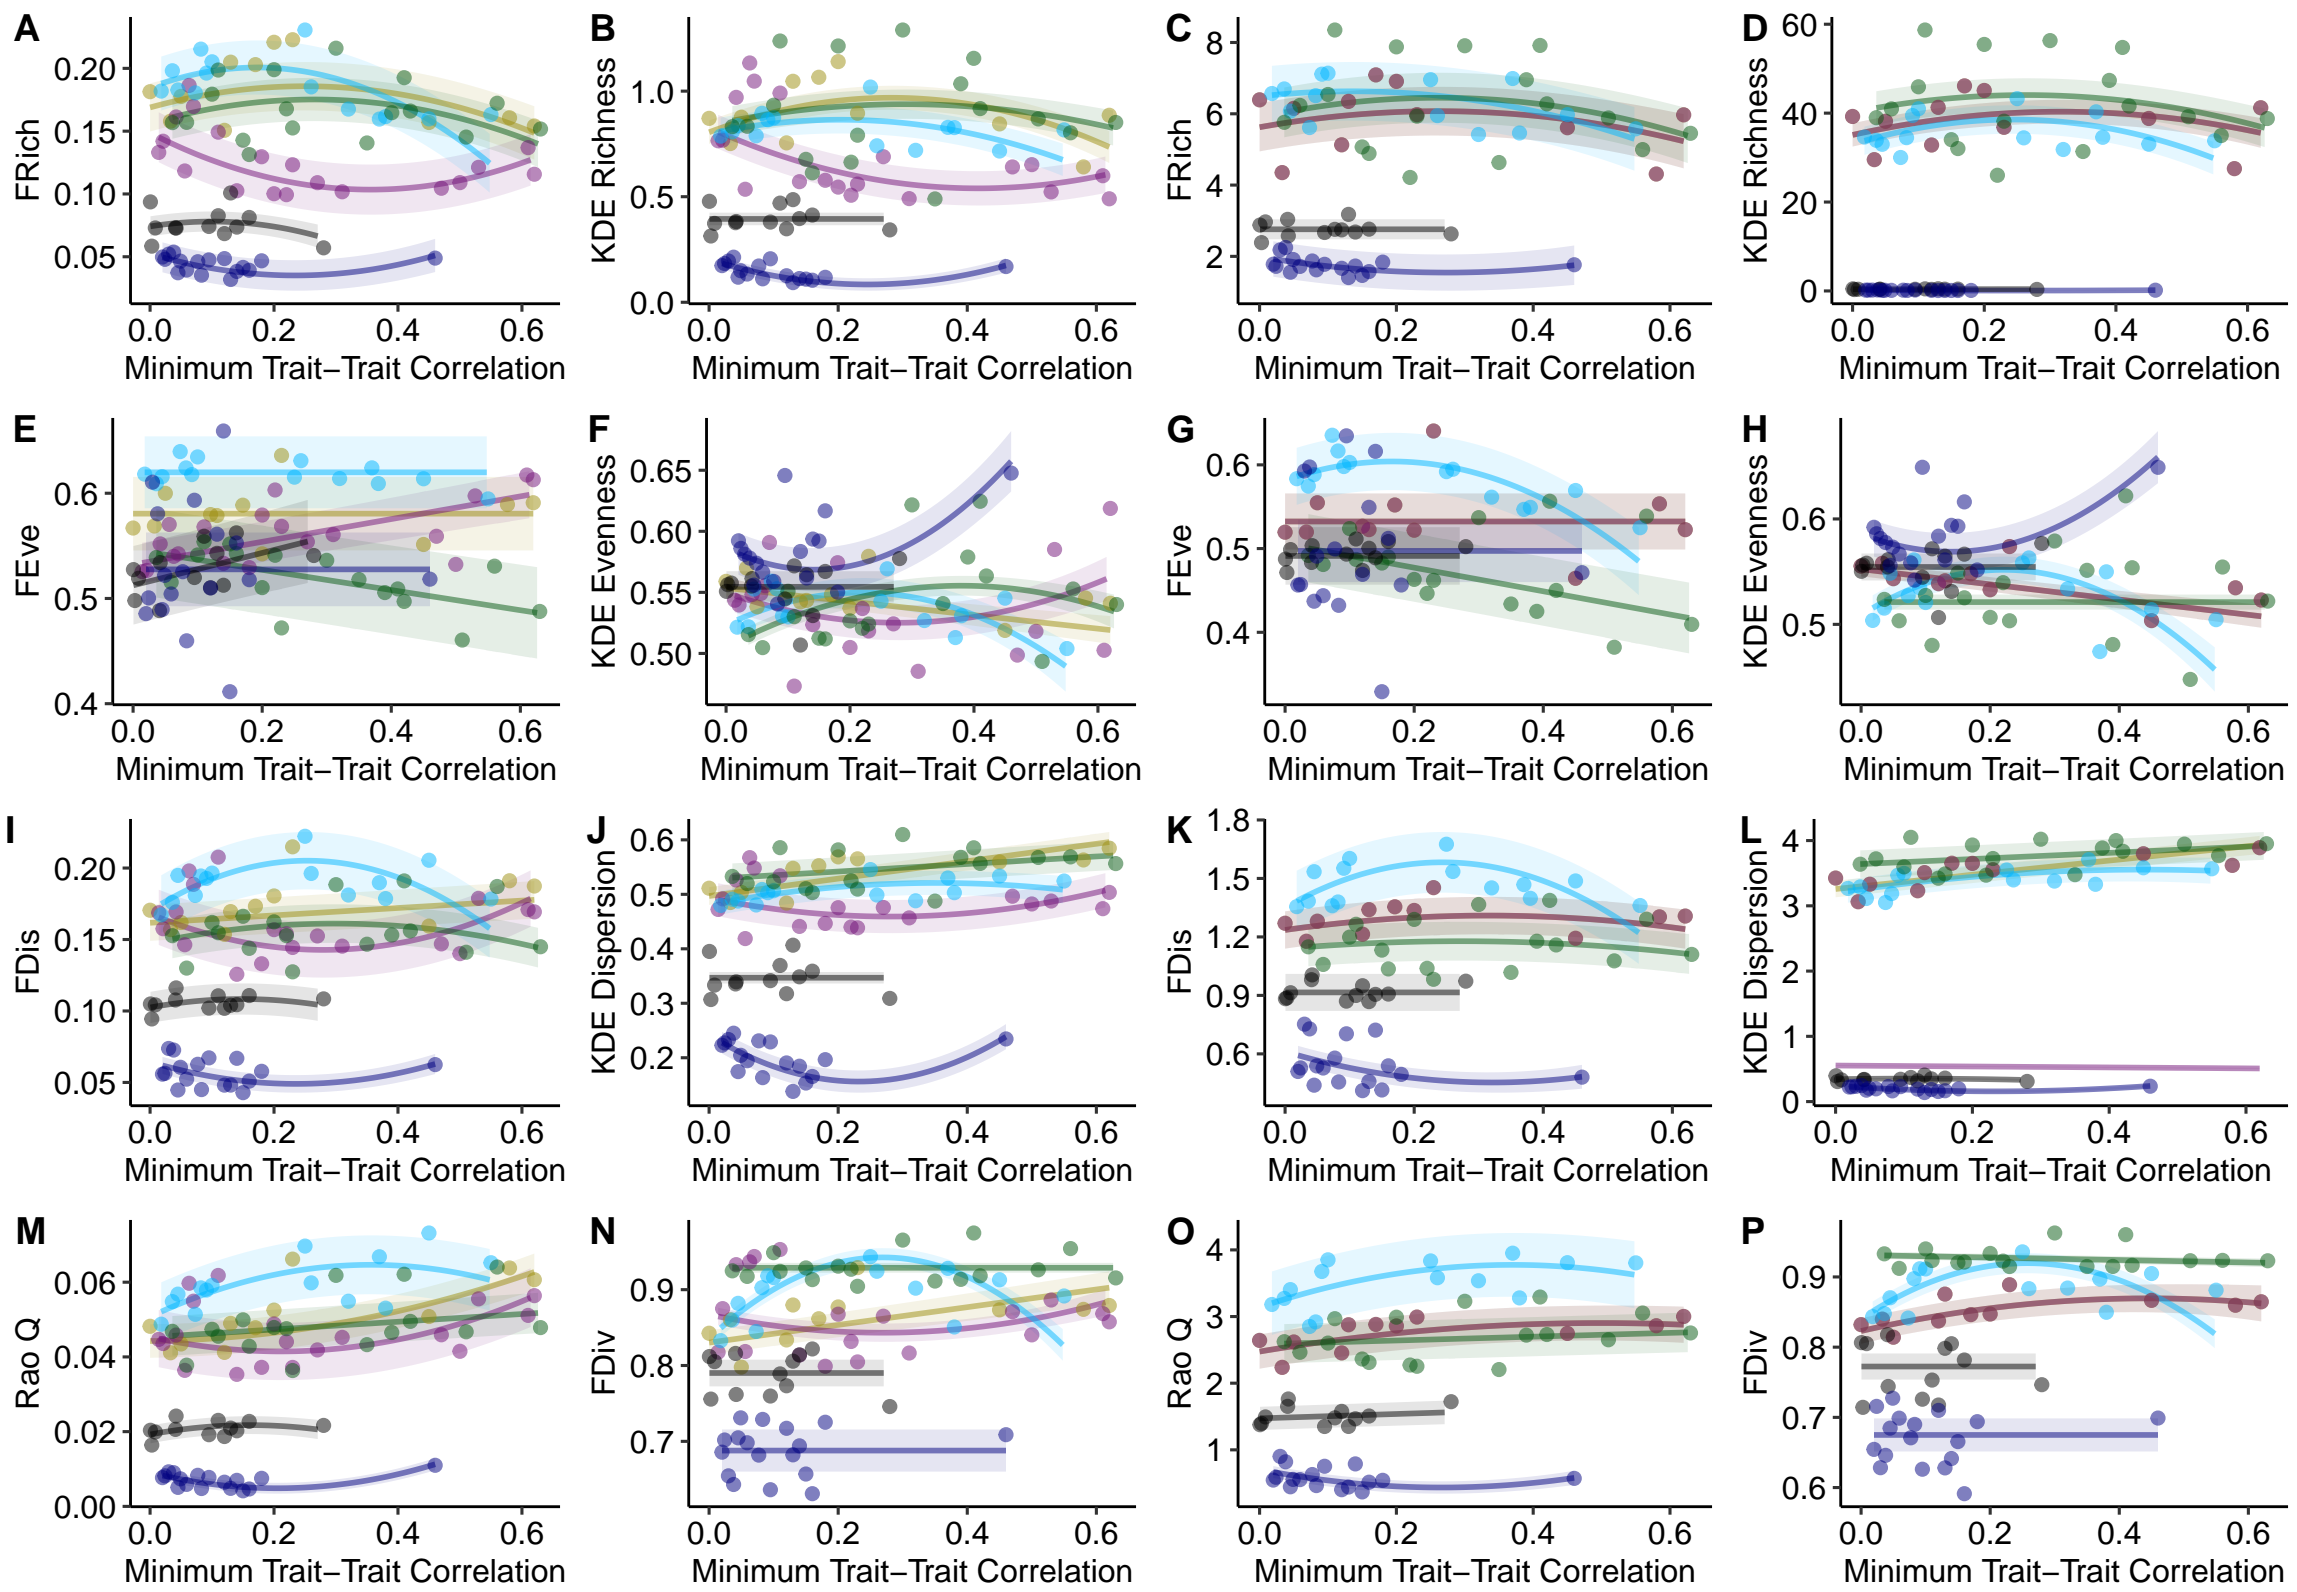 A
FRich
0.20
0.15
0.10
0.05
0.0 0.2 0.4 0.6
Minimum Trait−Trait Correlation
B
KDE Richness
1.0
0.5
0.0
0.0 0.2 0.4 0.6
Minimum Trait−Trait Correlation
C
FRich
8
6
4
2
0.0 0.2 0.4 0.6
Minimum Trait−Trait Correlation
D
KDE Richness
60
40
20
0
0.0 0.2 0.4 0.6
Minimum Trait−Trait Correlation
E
FEve
0.6
0.5
0.4
0.0 0.2 0.4 0.6
Minimum Trait−Trait Correlation
F
KDE Evenness
0.65
0.60
0.55
0.50
0.0 0.2 0.4 0.6
Minimum Trait−Trait Correlation
G
FEve
0.6
0.5
0.4
0.0 0.2 0.4 0.6
Minimum Trait−Trait Correlation
H
KDE Evenness
0.6
0.5
0.0 0.2 0.4 0.6
Minimum Trait−Trait Correlation
I
FDis
0.20
0.15
0.10
0.05
0.0 0.2 0.4 0.6
Minimum Trait−Trait Correlation
J
KDE Dispersion
0.6
0.5
0.4
0.3
0.2
0.0 0.2 0.4 0.6
Minimum Trait−Trait Correlation
K
FDis
1.8
1.5
1.2
0.9
0.6
0.0 0.2 0.4 0.6
Minimum Trait−Trait Correlation
L
KDE Dispersion
4
3
2
1
0
0.0 0.2 0.4 0.6
Minimum Trait−Trait Correlation
M
Rao Q
0.06
0.04
0.02
0.00
0.0 0.2 0.4 0.6
Minimum Trait−Trait Correlation
N
FDiv
0.9
0.8
0.7
0.0 0.2 0.4 0.6
Minimum Trait−Trait Correlation
O
Rao Q
4
3
2
1
0.0 0.2 0.4 0.6
Minimum Trait−Trait Correlation
P
FDiv
0.9
0.8
0.7
0.6
0.0 0.2 0.4 0.6
Minimum Trait−Trait Correlation